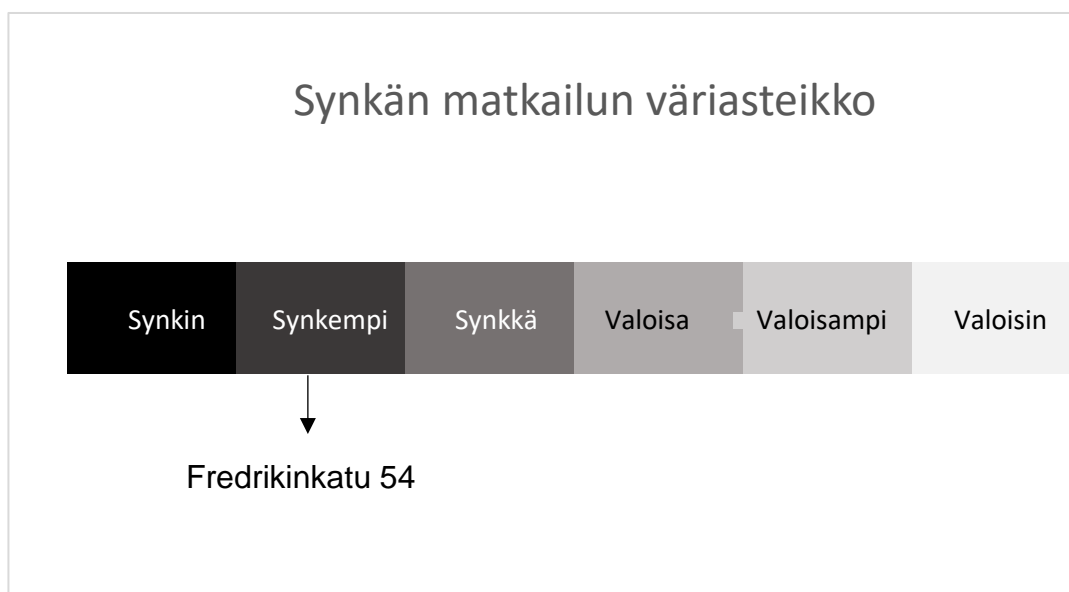 Synkän matkailun väriasteikko
Synkin Synkempi Synkkä Valoisa Valoisampi Valoisin
Fredrikinkatu 54